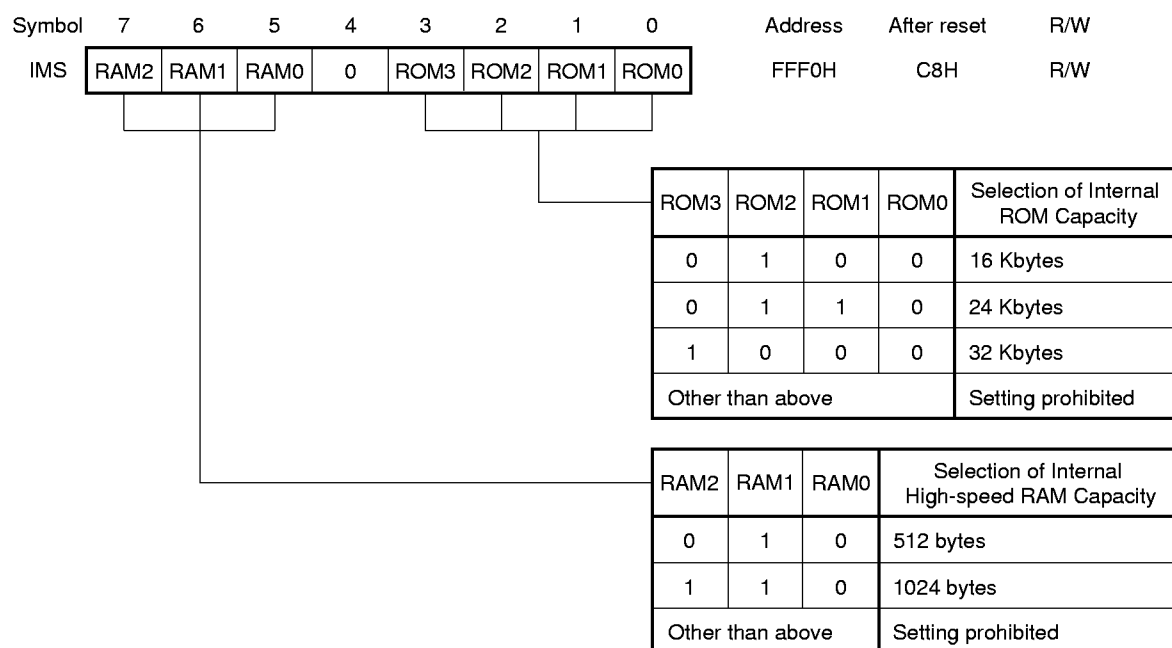 Symbol 7 6 5 4 3 2 1 0 Address After reset R/W
IMS RAM2 RAM1 RAM0 0 ROM3 ROM2 ROM1 ROM0 FFF0H C8H R/W
ROM3 ROM2 ROM1 ROM0 Selection of Internal
ROM Capacity
0 1 0 0 16 Kbytes
0 1 1 0 24 Kbytes
1 0 0 0 32 Kbytes
Other than above Setting prohibited
RAM2 RAM1 RAM0 Selection of Internal
High-speed RAM Capacity
0 1 0 512 bytes
1 1 0 1024 bytes
Other than above Setting prohibited